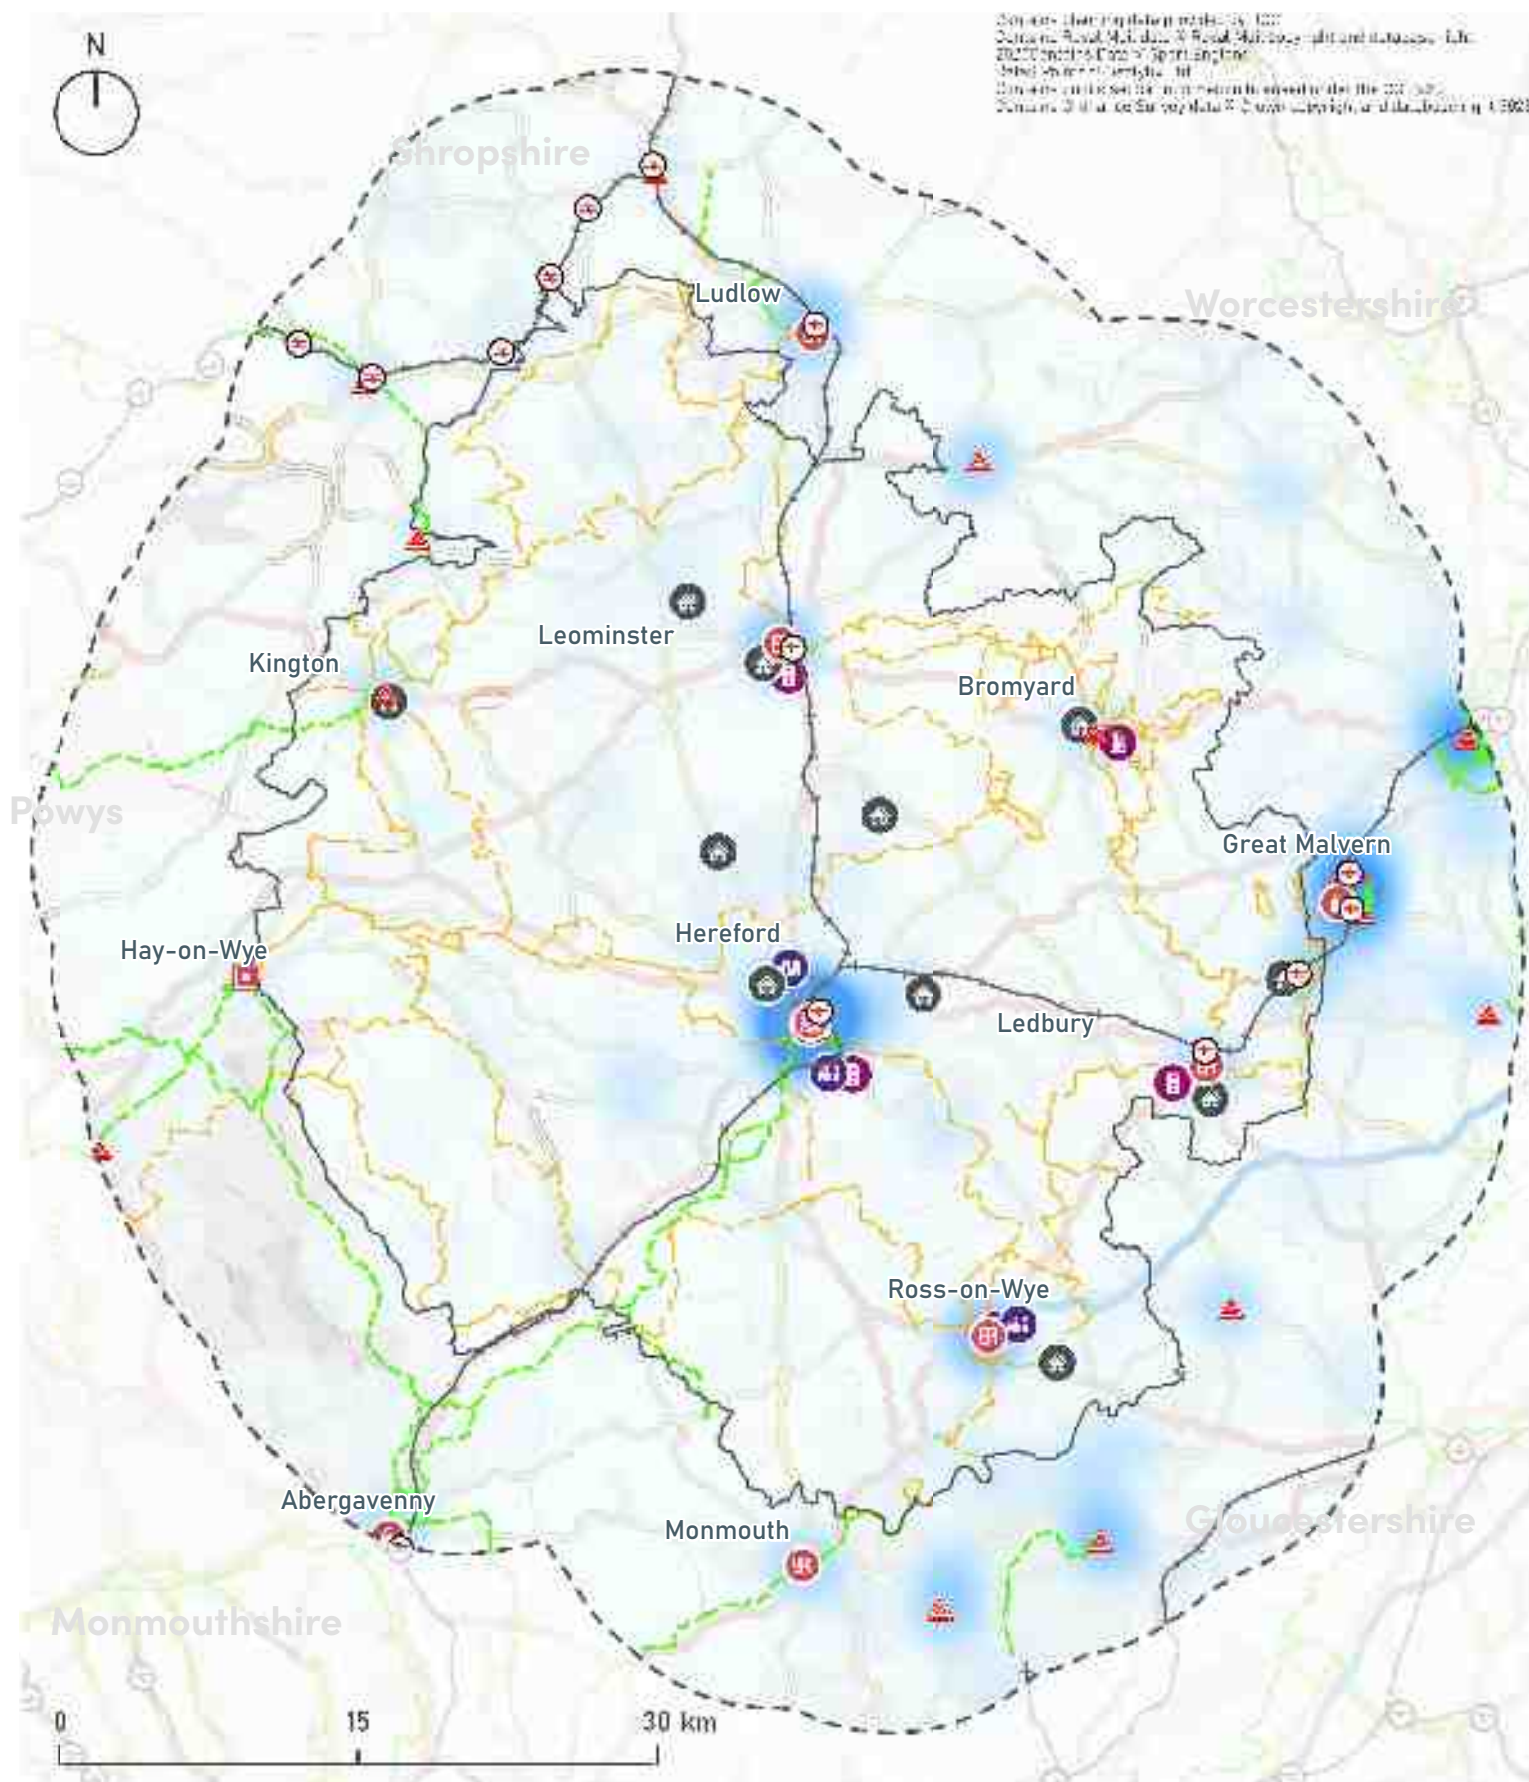 N
Shropshire
Worcestershire
Ludlow
Leominster
Kington
Bromyard
Powys
Great Malvern
Hereford
Hay-on-Wye
Ledbury
Ross-on-Wye
Abergavenny
Monmouth
Gloucestershire
Monmouthshire
0 15 30 km